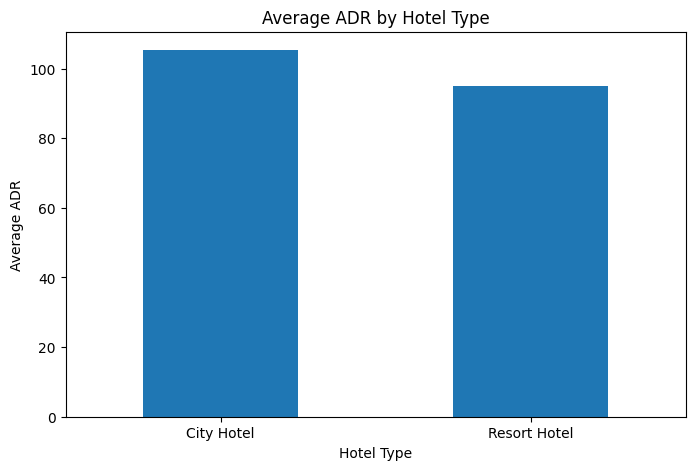 Average ADR by Hotel Type
Average ADR
100
80
60
40
20
0
City Hotel
Resort Hotel
Hotel Type